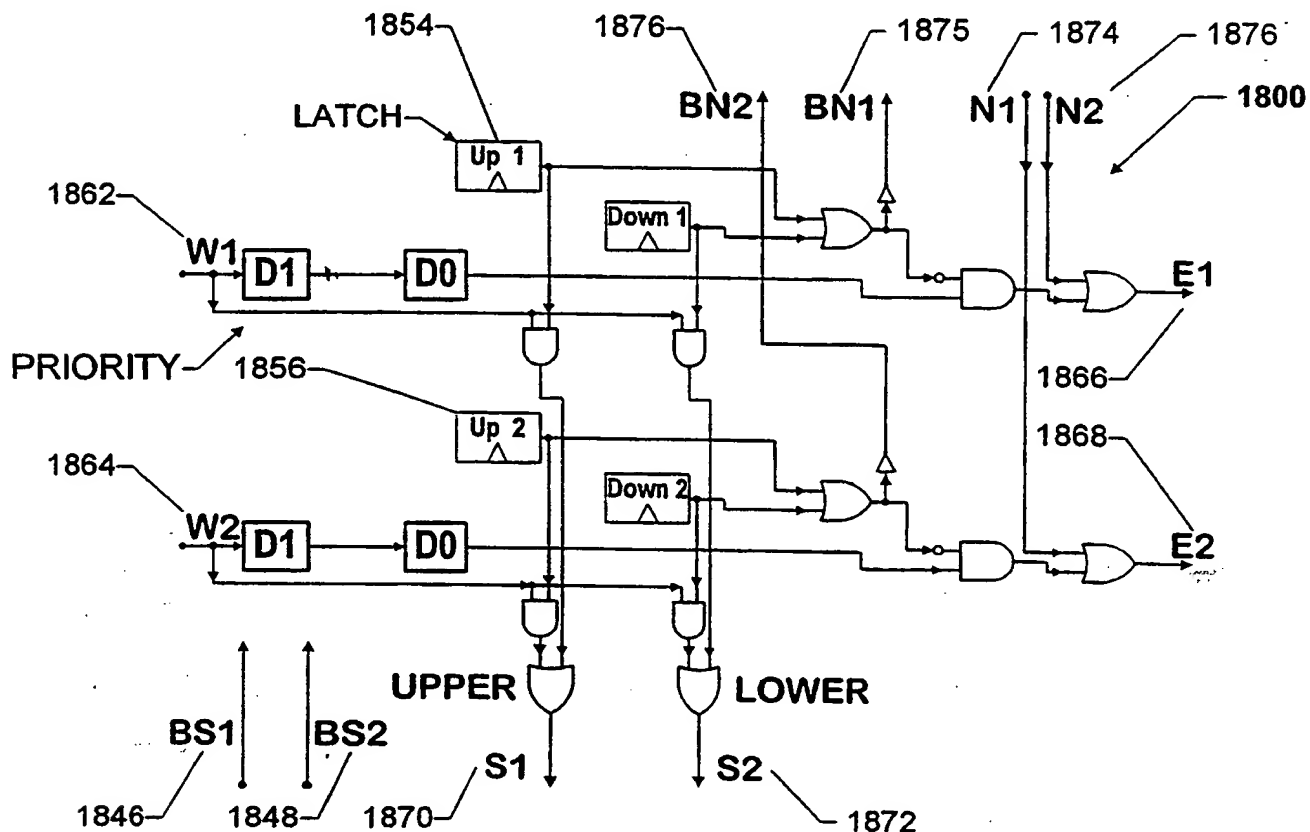 1854
1876
1875
1874
1876
BN2
BN1
N1
N2
1800
LATCH
Up 1
1862
Down 1
W1
D1
D0
E1
PRIORITY
1856
1866
Up 2
1868
1864
Down 2
W2
D1
D0
E2
UPPER
LOWER
BS1
BS2
S1
S2
1846
1848
1870
1872